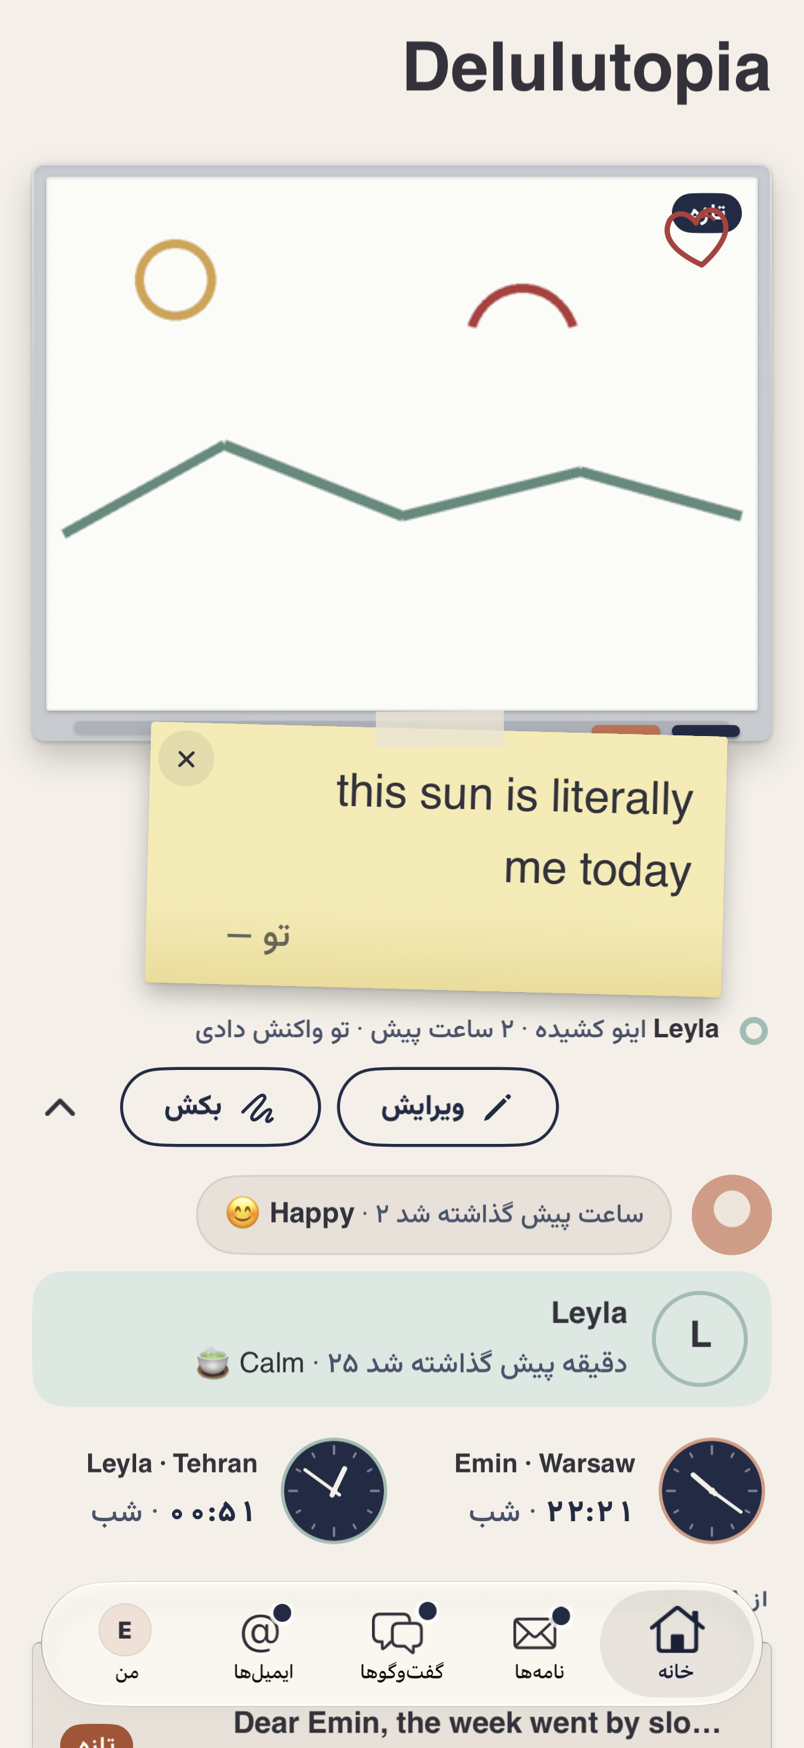 Delulutopia
تازه
this sun is literally
me today
تو –
Leyla اینو کشیده · ۲ ساعت پیش · تو واکنش دادی
ویرایش
بکش
ساعت پیش گذاشته شد ۲ · Happy 😊
L
Leyla
دقیقه پیش گذاشته شد ۲۵ · Calm 🍵
Emin · Warsaw
۲۲:۲۱ · شب
Leyla · Tehran
۰۰:۵۱ · شب
از
خانه
نامه‌ها
گفت‌وگوها
@
ایمیل‌ها
E
من
Dear Emin, the week went by slo...
تازه